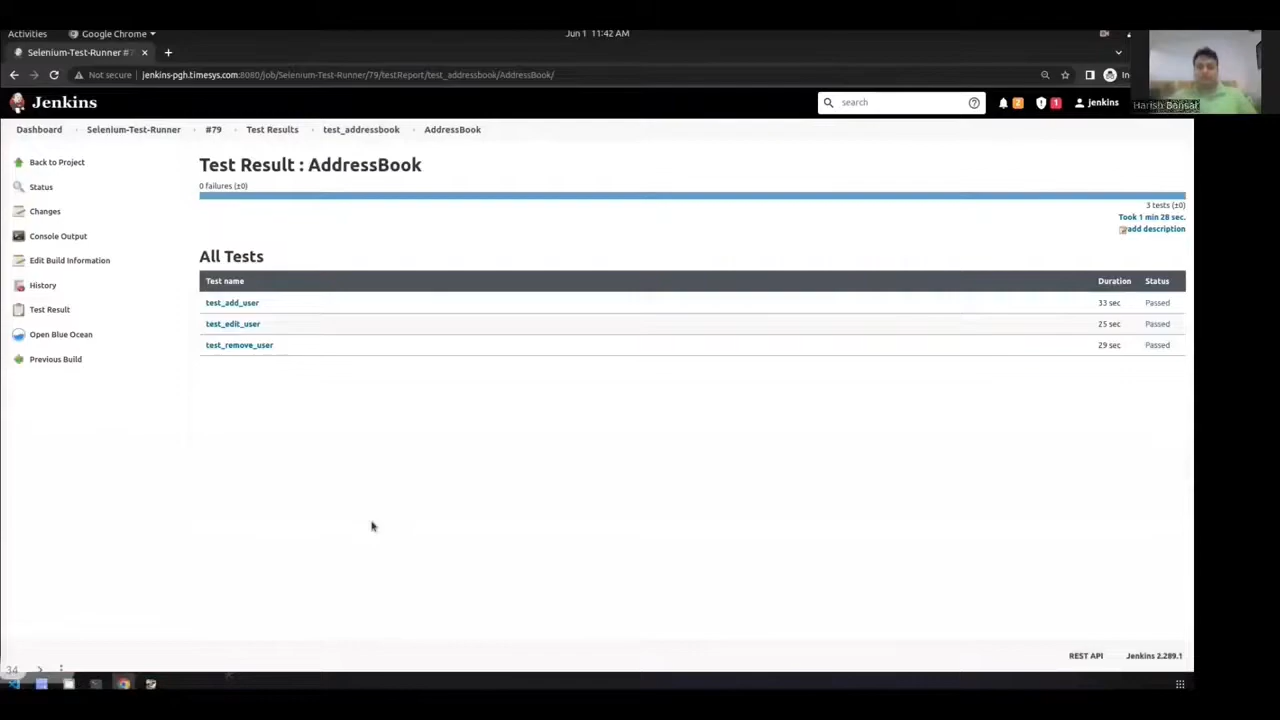 Activities
Google Chrome
Jun 1 11:42 AM
Selenium-Test-Runner #7
Not secure
jenkins-pgh.timesys.com:8080/job/Selenium-Test-Runner/79/testReport/test_addressbook/AddressBook/
Harish Bansal
Jenkins
search
2
1
jenkins
Dashboard
Selenium-Test-Runner
#79
Test Results
test_addressbook
AddressBook
Back to Project
Status
Changes
Console Output
Edit Build Information
History
Test Result
Open Blue Ocean
Previous Build
Test Result : AddressBook
0 failures (±0)
3 tests (±0)
Took 1 min 28 sec.
add description
All Tests
Test name Duration Status
test_add_user 33 sec Passed
test_edit_user 25 sec Passed
test_remove_user 29 sec Passed
34
REST API
Jenkins 2.289.1